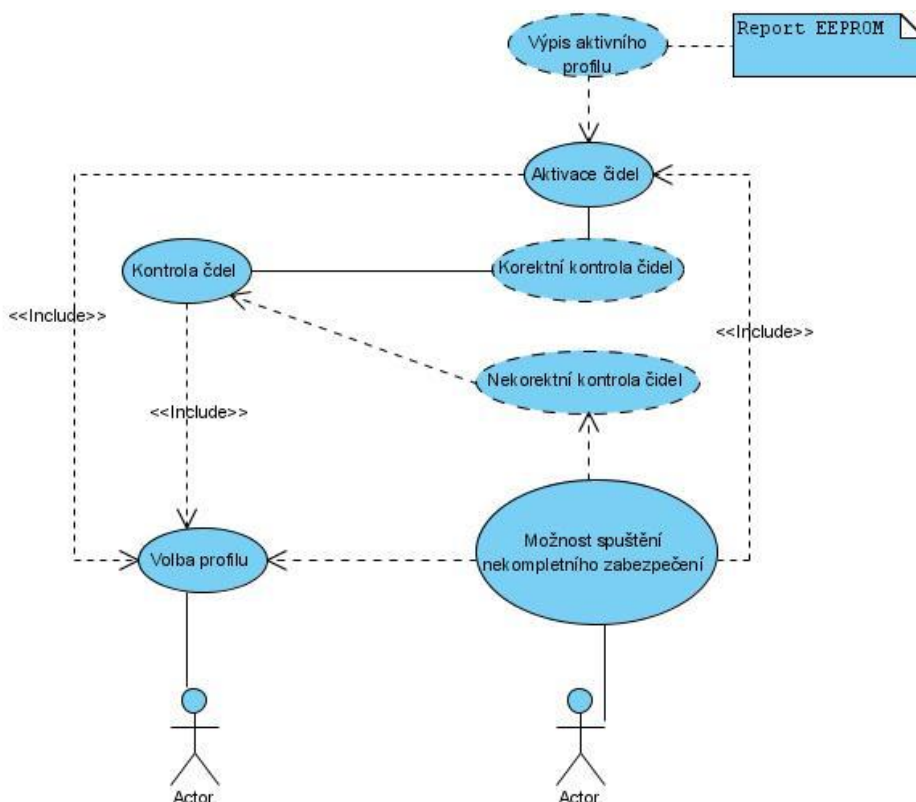 Výpis aktivního
profilu
Report EEPROM
Aktivace čidel
Kontrola čdel
Korektní kontrola čidel
<<Include>>
<<Include>>
Nekorektní kontrola čidel
<<Include>>
Volba profilu
Možnost spuštění
nekompletního zabezpečení
Actor
Actor